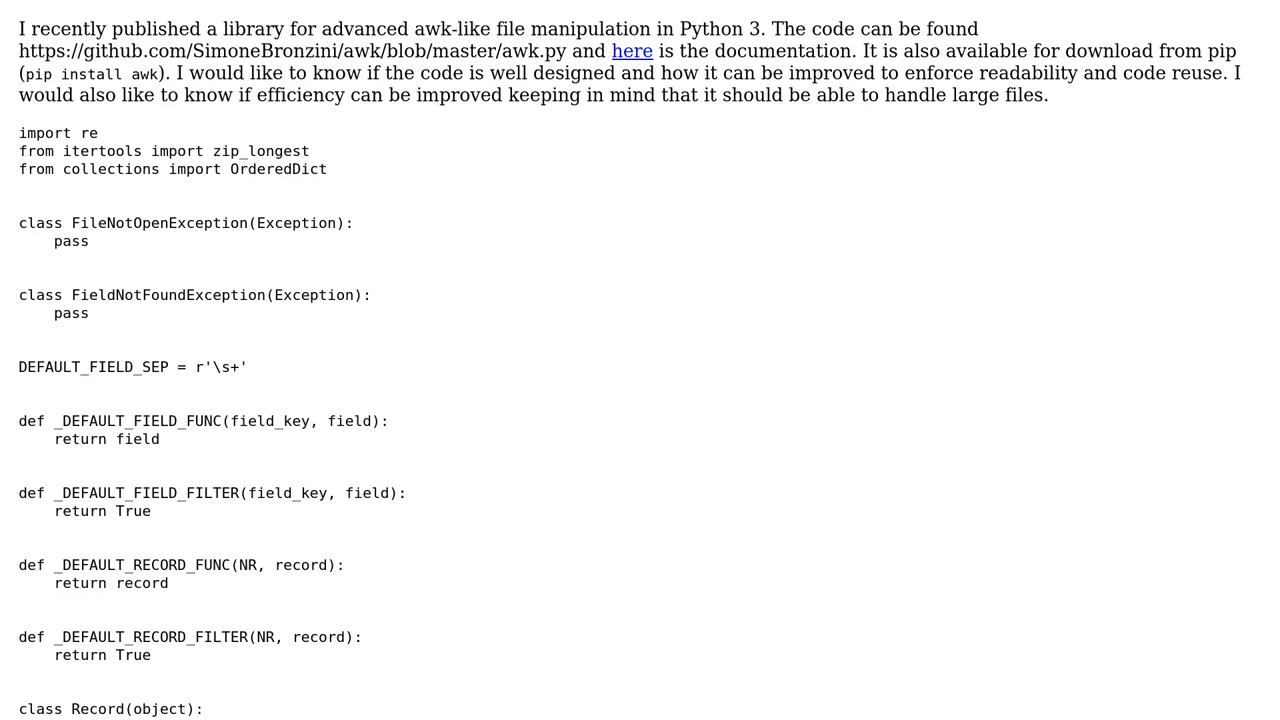 I recently published a library for advanced awk-like file manipulation in Python 3. The code can be found
https://github.com/SimoneBronzini/awk/blob/master/awk.py and here is the documentation. It is also available for download from pip
(pip install awk). I would like to know if the code is well designed and how it can be improved to enforce readability and code reuse. I
would also like to know if efficiency can be improved keeping in mind that it should be able to handle large files.
import re
from itertools import zip_longest
from collections import OrderedDict
class FileNotOpenException(Exception):
    pass
class FieldNotFoundException(Exception):
    pass
DEFAULT_FIELD_SEP = r'\s+'
def _DEFAULT_FIELD_FUNC(field_key, field):
    return field
def _DEFAULT_FIELD_FILTER(field_key, field):
    return True
def _DEFAULT_RECORD_FUNC(NR, record):
    return record
def _DEFAULT_RECORD_FILTER(NR, record):
    return True
class Record(object):